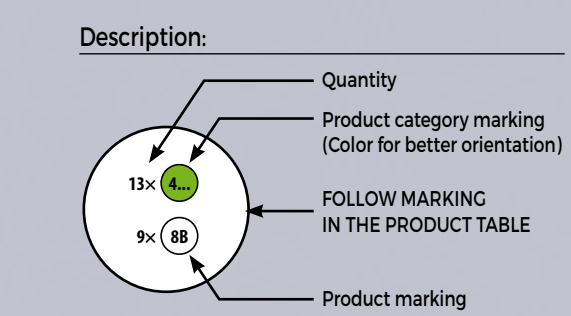 Description:
Quantity
Product category marking
(Color for better orientation)
13× 4...
FOLLOW MARKING
IN THE PRODUCT TABLE
9× 8B
Product marking